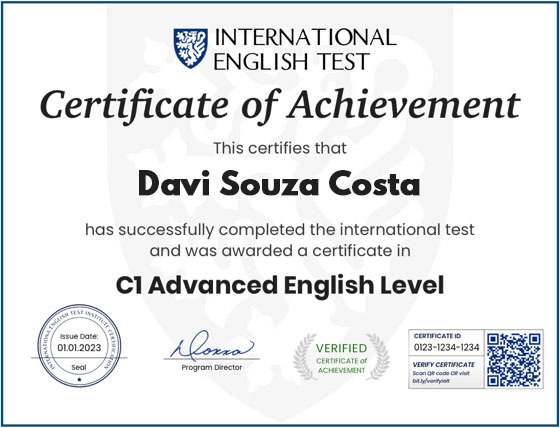 INTERNATIONAL
ENGLISH TEST
Certificate of Achievement
This certifies that
Davi Souza Costa
has successfully completed the international test
and was awarded a certificate in
C1 Advanced English Level
INTERNATIONAL ENGLISH TEST INSTITUTE CERTIFICATION
Issue Date:
01.01.2023
Seal
Donna
Program Director
VERIFIED
CERTIFICATE of
ACHIEVEMENT
CERTIFICATE ID
0123-1234-1234
VERIFY CERTIFICATE
Scan QR code OR visit
bit.ly/verifyielt